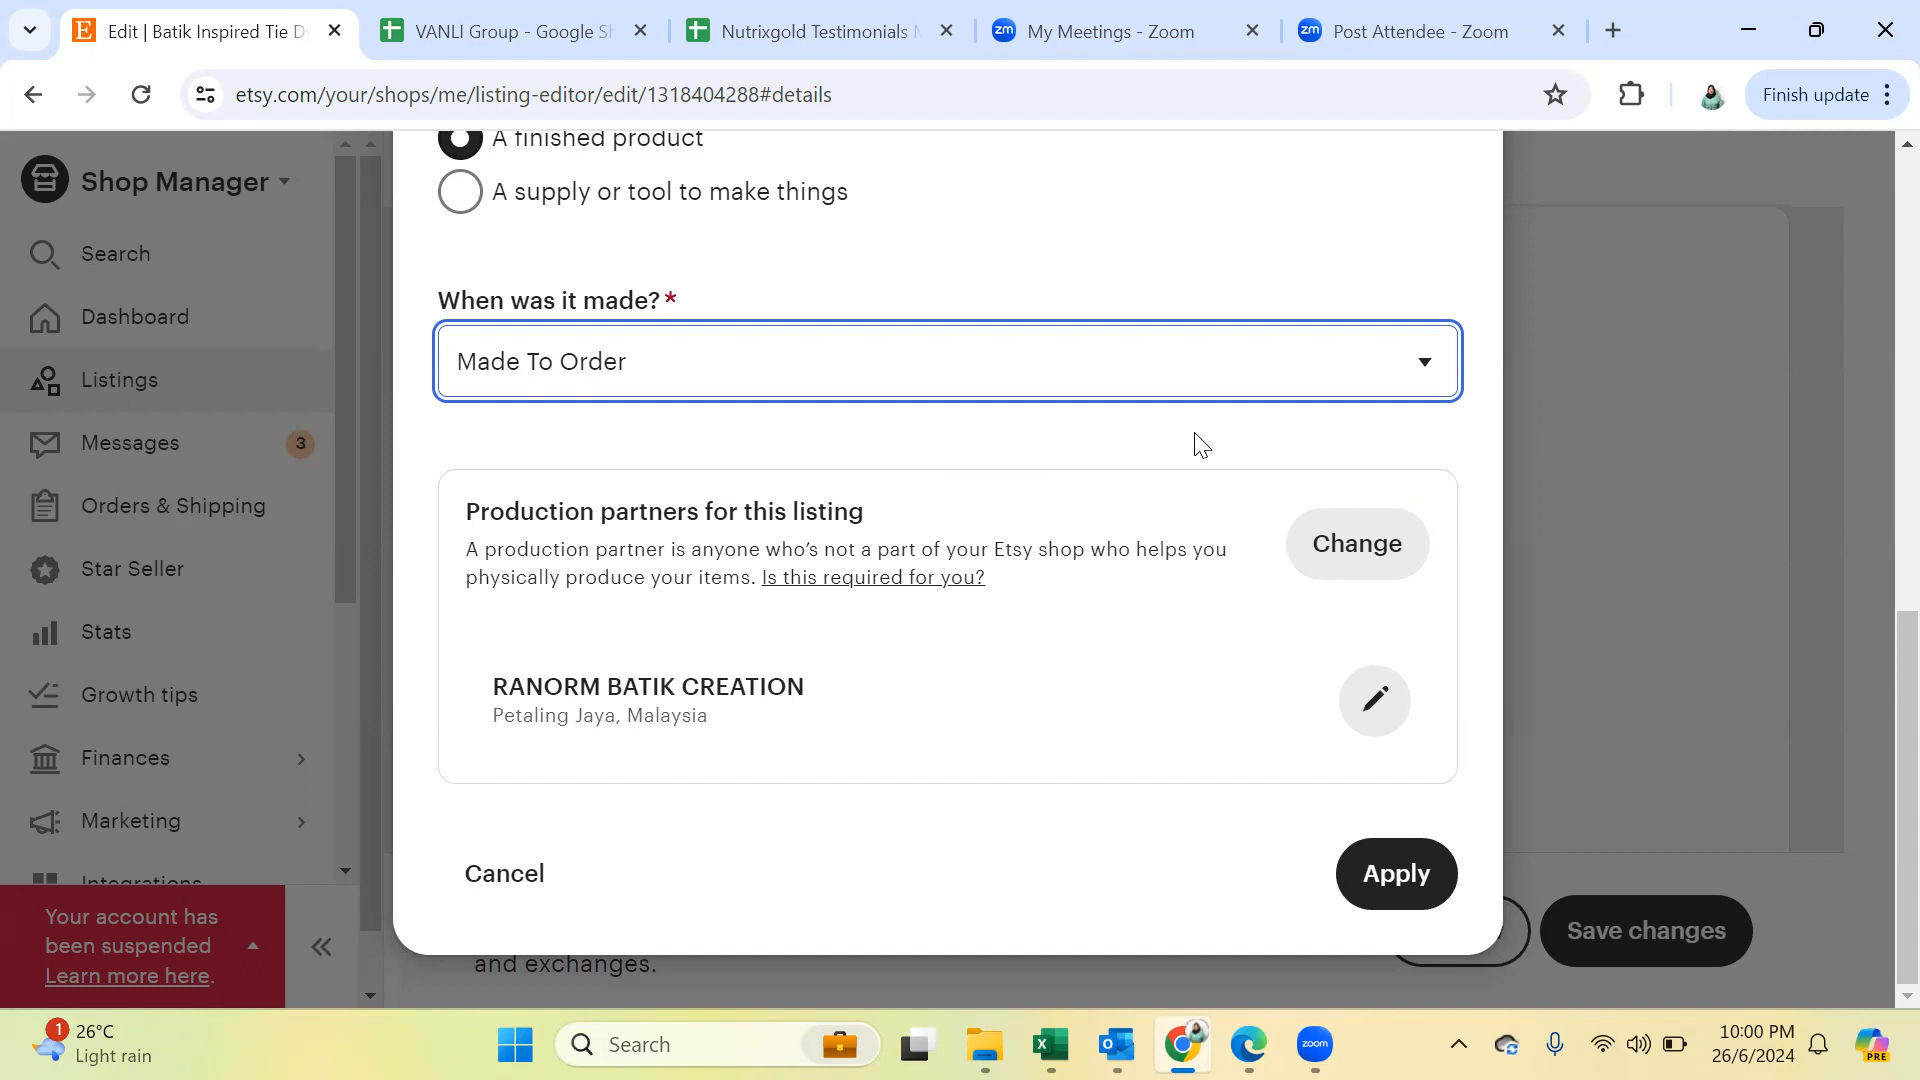 Edit | Batik Inspired Tie D
VANLI Group - Google S
Nutrixgold Testimonials
zm
My Meetings - Zoom
zm
Post Attendee - Zoom
etsy.com/your/shops/me/listing-editor/edit/1318404288#details
Finish update
Shop Manager
Search
Dashboard
Listings
Messages
3
Orders & Shipping
Star Seller
Stats
Growth tips
Finances
Marketing
Integrations
Your account has
been suspended
Learn more here.
A finished product
A supply or tool to make things
When was it made? *
Made To Order
Production partners for this listing
A production partner is anyone who's not a part of your Etsy shop who helps you
physically produce your items. Is this required for you?
Change
RANORM BATIK CREATION
Petaling Jaya, Malaysia
Cancel
Apply
and exchanges.
Save changes
1
26°C
Light rain
Search
zoom
10:00 PM
26/6/2024
PRE